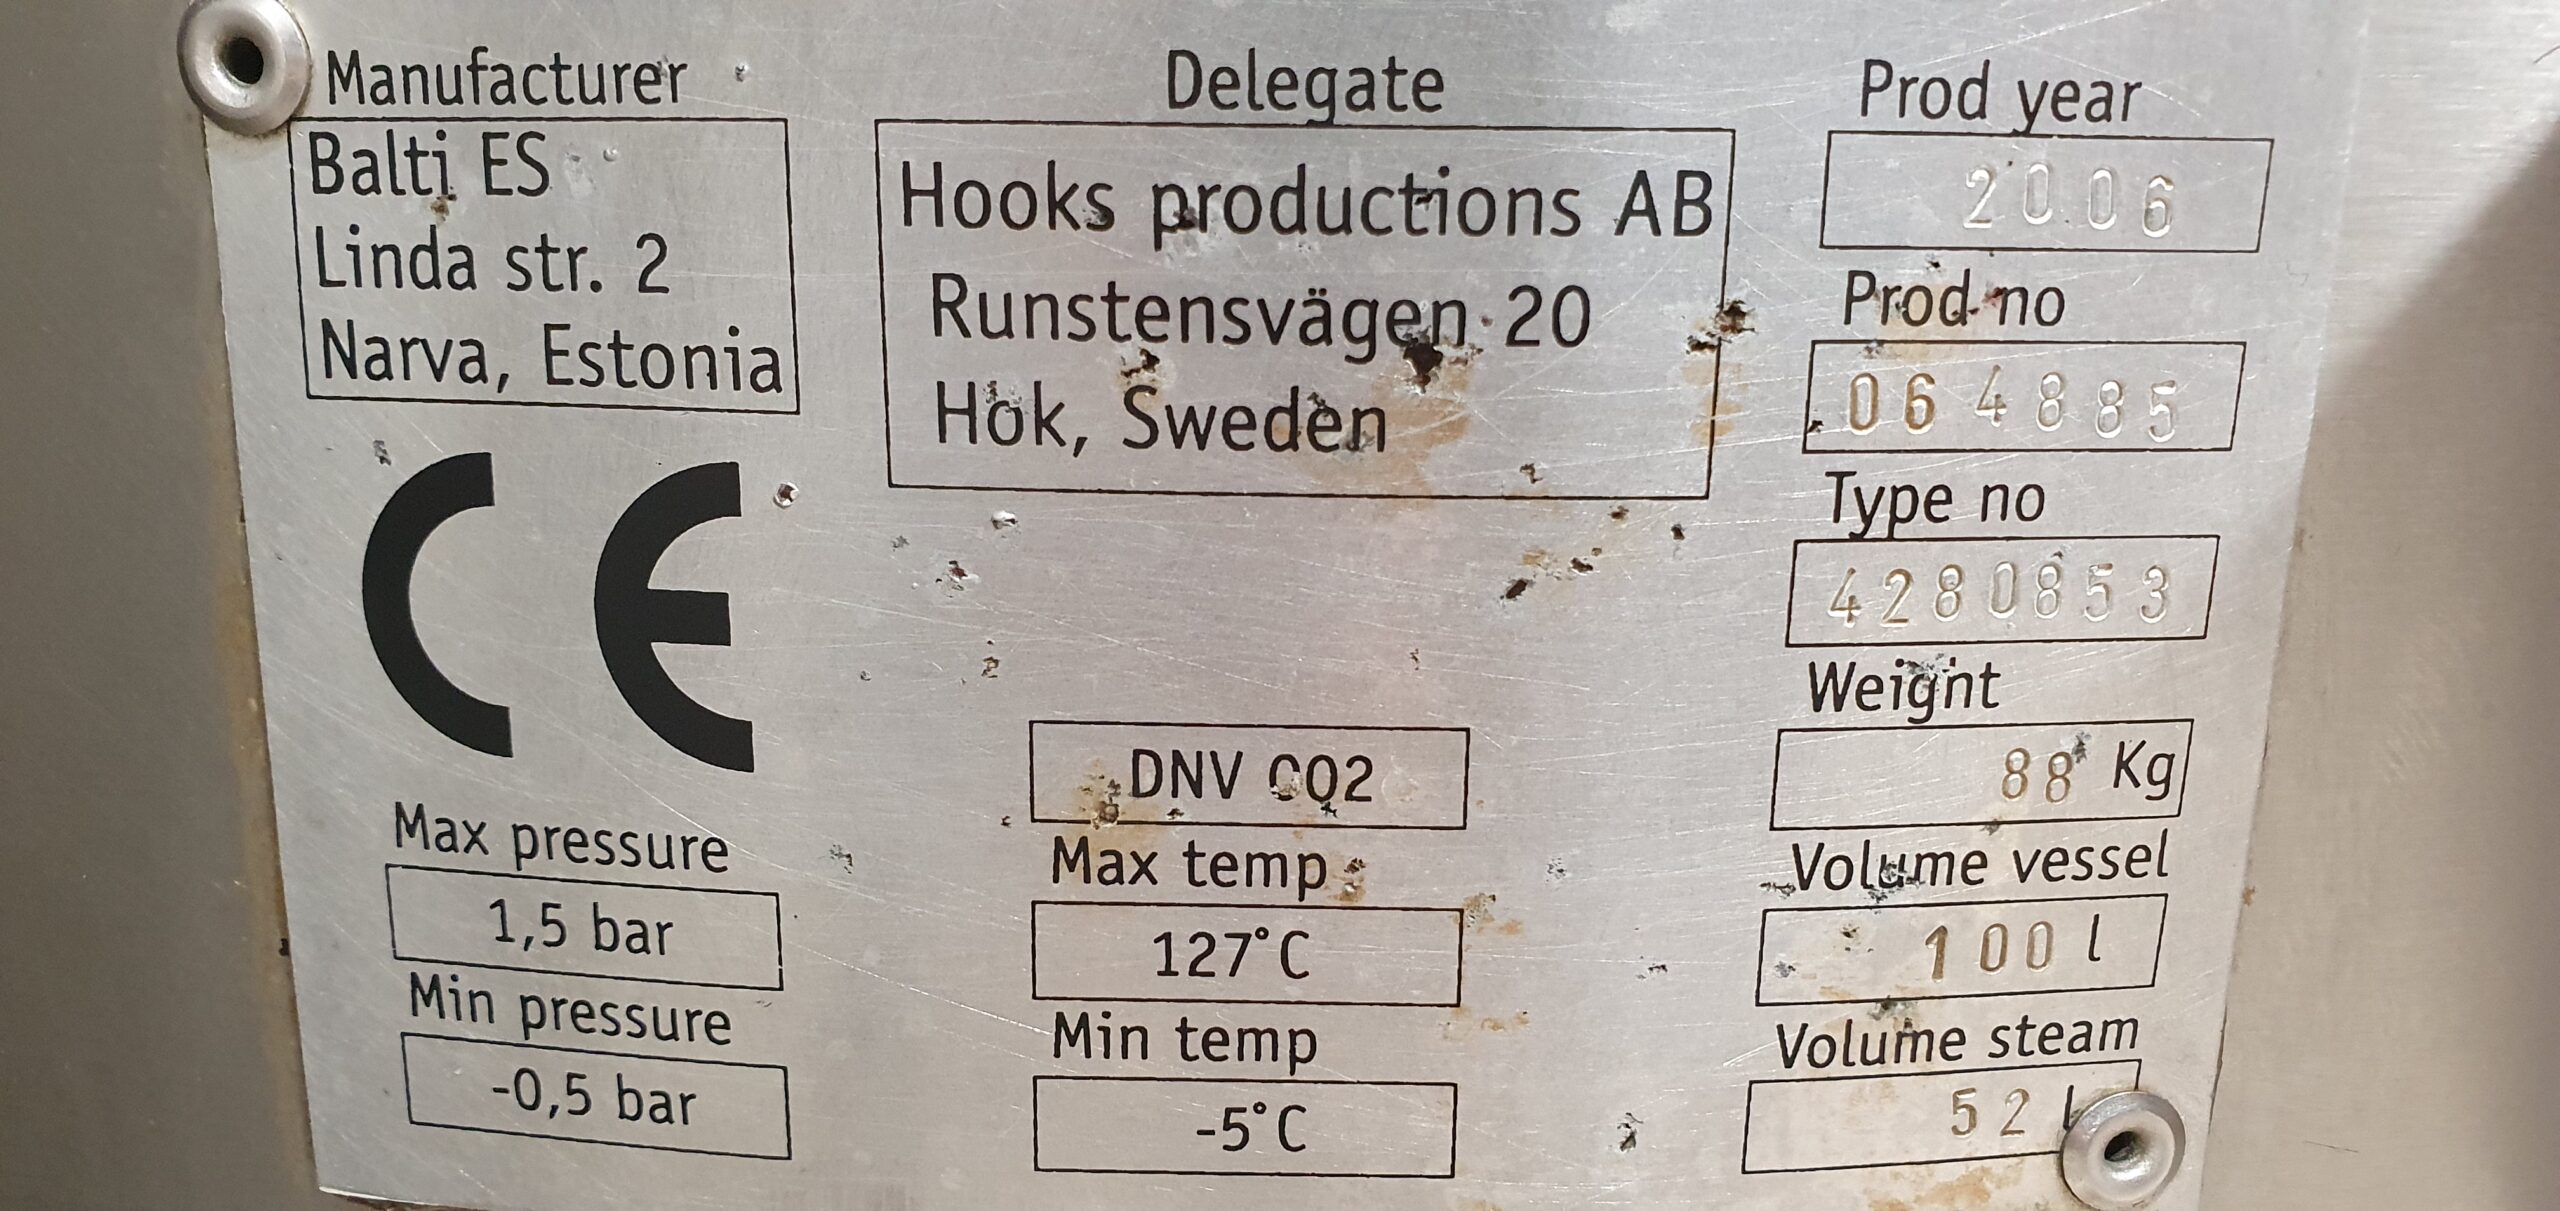 Manufacturer
Balti ES
Linda str. 2
Narva, Estonia
CE
Max pressure
1,5 bar
Min pressure
-0,5 bar
Delegate
Hooks productions AB
Runstensvägen 20
Hok, Sweden
DNV 002
Max temp
127°C
Min temp
-5°C
Prod year
2006
Prod no
064885
Type no
4280853
Weight
88 Kg
Volume vessel
100 l
Volume steam
52 l